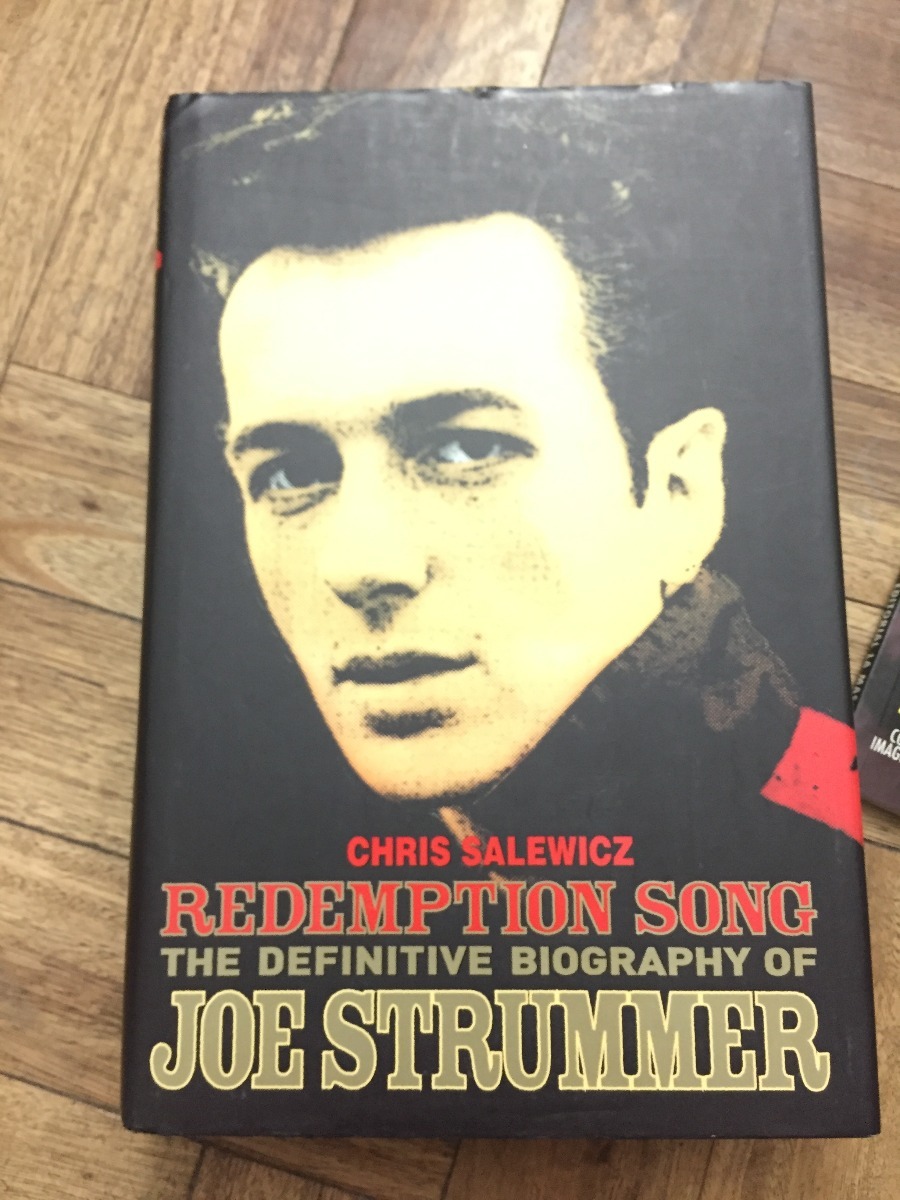 CHRIS SALEWICZ
REDEMPTION SONG
THE DEFINITIVE BIOGRAPHY OF
JOE STRUMMER